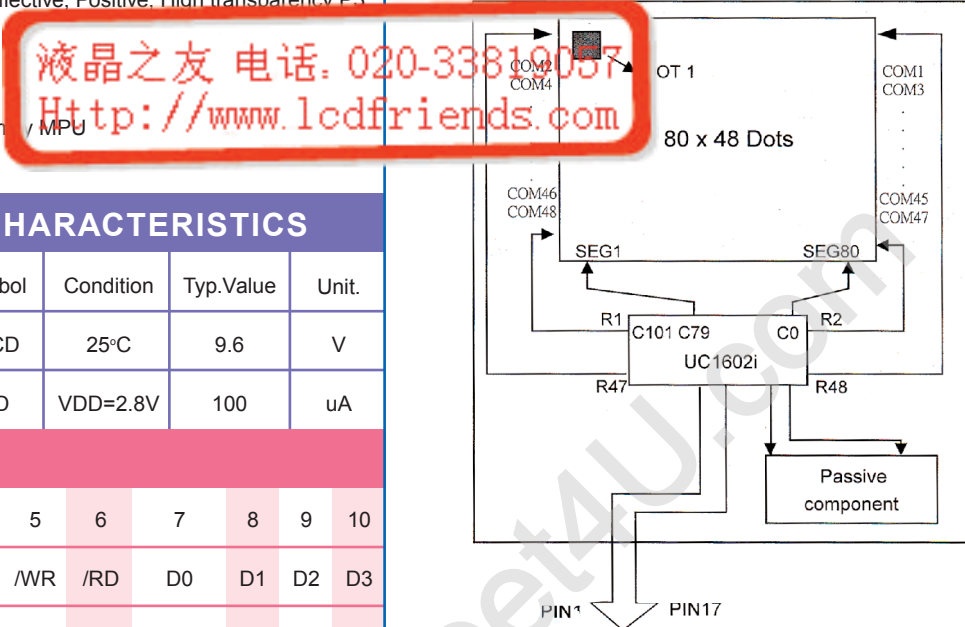 Positive, High transparency
液晶之友 电话: 020-33819057
Http://www.lcdfriends.com
MPU
HARACTERISTICS
Condition Typ.Value Unit.
25°C 9.6 V
VDD=2.8V 100 uA
5 6 7 8 9 10
/WR /RD D0 D1 D2 D3
COM2
COM4
OT 1
COM1
COM3
80 x 48 Dots
COM46
COM48
COM45
COM47
SEG1 SEG80
R1 R2
C101 C79 C0
UC1602i
R47 R48
Passive
component
PIN1 PIN17
et4U.com